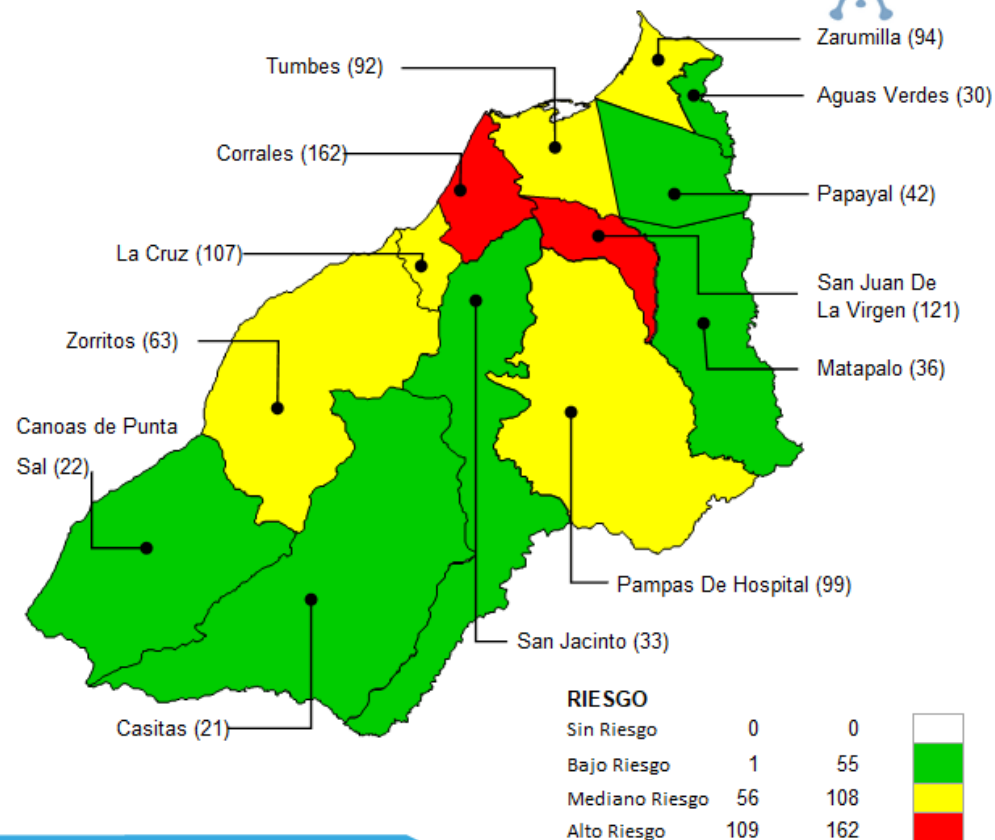 Zarumilla (94)
Tumbes (92)
Aguas Verdes (30)
Corrales (162)
Papayal (42)
La Cruz (107)
San Juan De
La Virgen (121)
Zorritos (63)
Matapalo (36)
Canoas de Punta
Sal (22)
Pampas De Hospital (99)
San Jacinto (33)
Casitas (21)
RIESGO
Sin Riesgo 0 0
Bajo Riesgo 1 55
Mediano Riesgo 56 108
Alto Riesgo 109 162